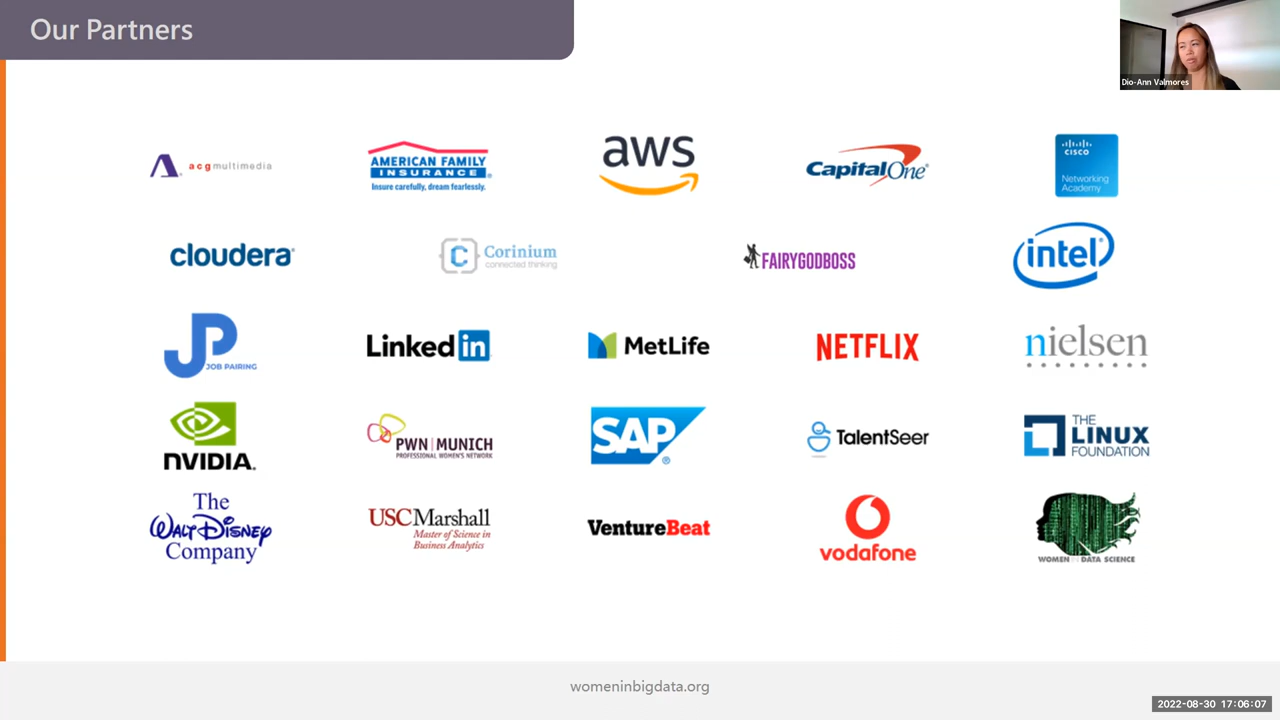 Our Partners
Dio-Ann Valmores
acgmultimedia
AMERICAN FAMILY
INSURANCE®
Insure carefully, dream fearlessly.
aws
CapitalOne®
CISCO
Networking
Academy
cloudera®
C Corinium
connected thinking
FAIRYGODBOSS
intel®
JP
JOB PAIRING
LinkedIn
MetLife
NETFLIX
nielsen
NVIDIA.
PWN|MUNICH
PROFESSIONAL WOMEN'S NETWORK
SAP®
TalentSeer
THE
LINUX
FOUNDATION
The
WALT DISNEY
Company
USC Marshall
Master of Science in
Business Analytics
VentureBeat
vodafone
WOMEN IN DATA SCIENCE
womeninbigdata.org
2022-08-30 17:06:07